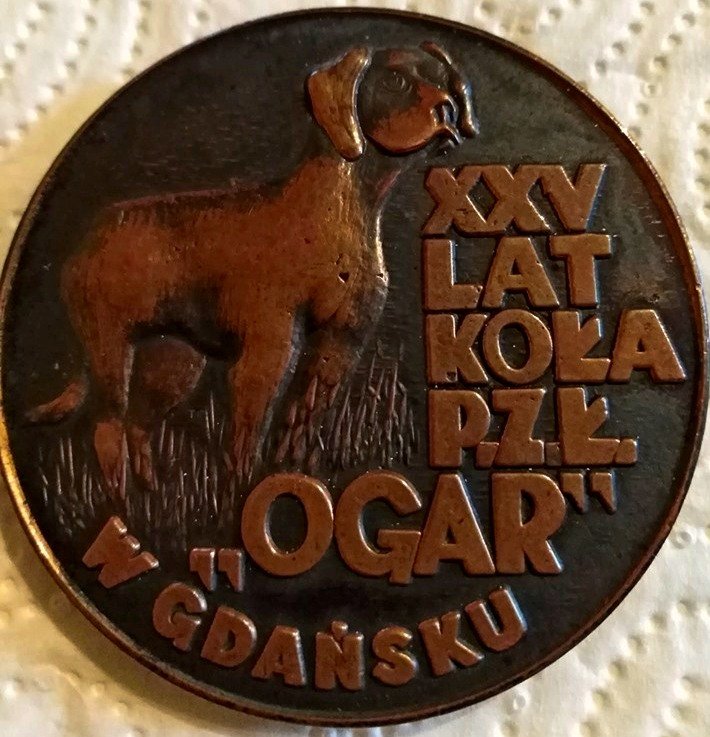 XXV
LAT
KOŁA
P.Z.Ł.
„OGAR”
W GDAŃSKU